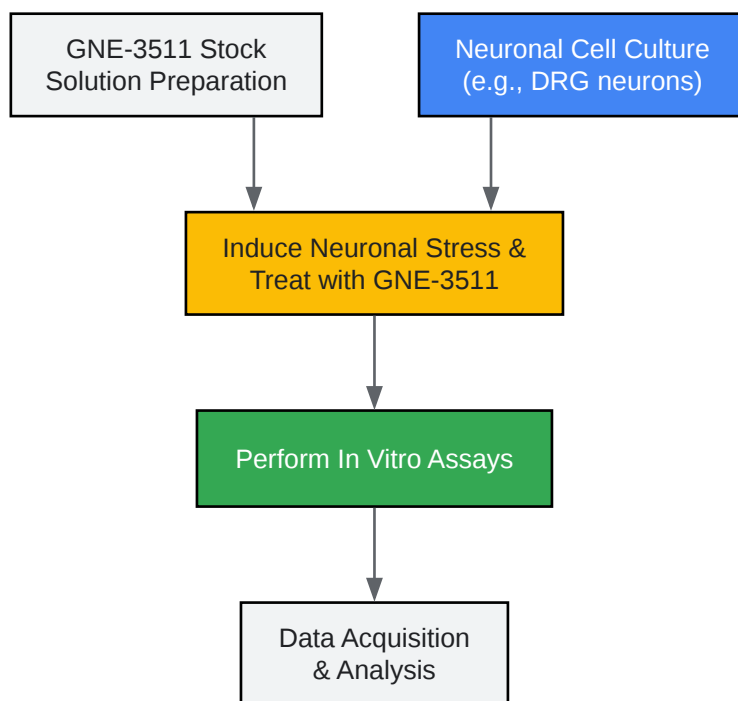 GNE-3511 Stock
Solution Preparation
Neuronal Cell Culture
(e.g., DRG neurons)
Induce Neuronal Stress &
Treat with GNE-3511
Perform In Vitro Assays
Data Acquisition
& Analysis